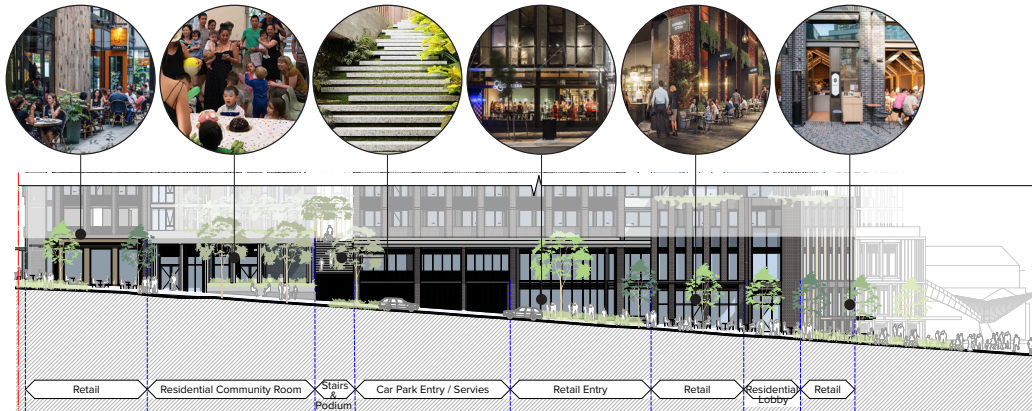 Retail
Residential Community Room
Stairs
&
Podium
Car Park Entry / Servies
Retail Entry
Retail
Residential
Lobby
Retail